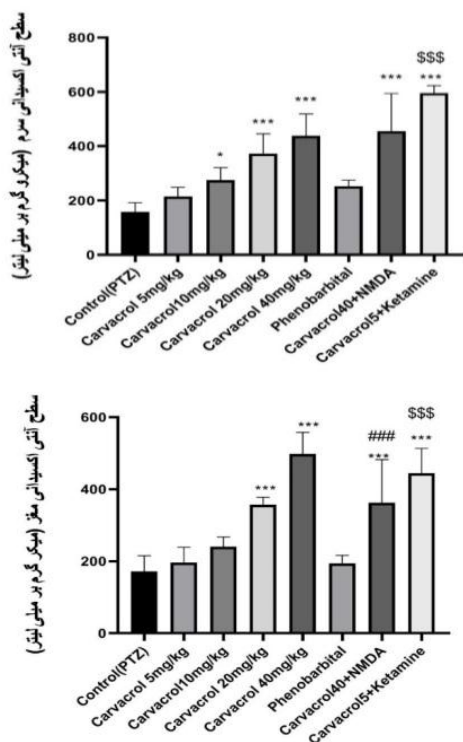 سطح آنتی اکسیدانی سرم (میکرو گرم بر میلی لیتر)
800
600
400
200
0
*
***
***
***
$$$
***
Control(PTZ)
Carvacrol 5mg/kg
Carvacrol10mg/kg
Carvacrol 20mg/kg
Carvacrol 40mg/kg
Phenobarbital
Carvacrol40+NMDA
Carvacrol5+Ketamine
سطح آنتی اکسیدانی مغز (میکر گرم بر میلی لیتر)
600
400
200
0
***
***
###
***
$$$
***
Control(PTZ)
Carvacrol 5mg/kg
Carvacrol10mg/kg
Carvacrol 20mg/kg
Carvacrol 40mg/kg
Phenobarbital
Carvacrol40+NMDA
Carvacrol5+Ketamine